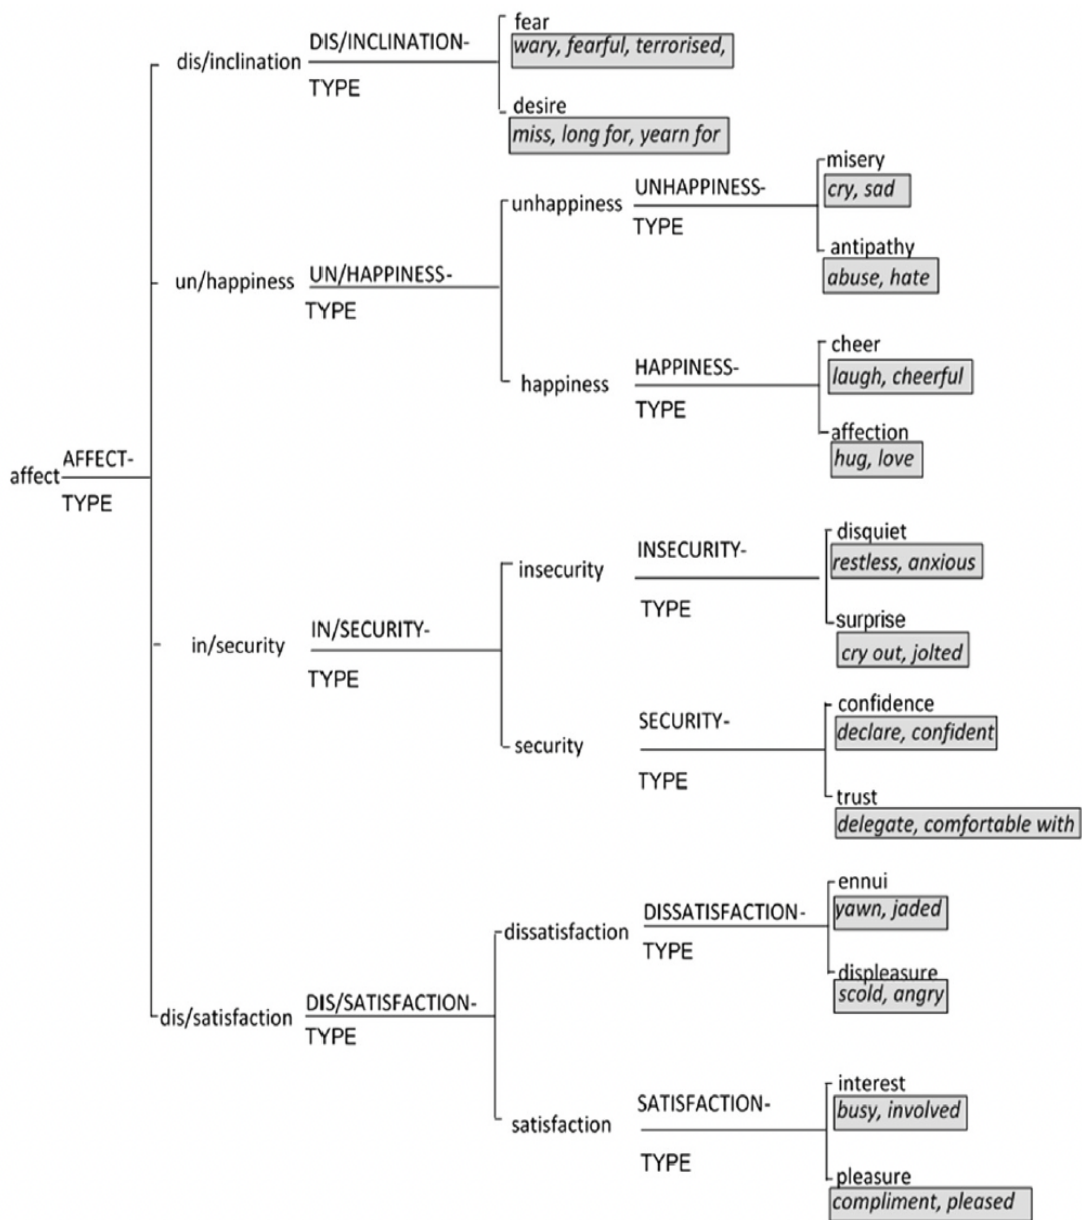 fear
DIS/INCLINATION-
wary, fearful, terrorised,
dis/inclination
TYPE
desire
miss, long for, yearn for
misery
UNHAPPINESS-
cry, sad
unhappiness
TYPE
antipathy
UN/HAPPINESS-
abuse, hate
un/happiness
TYPE
cheer
HAPPINESS-
laugh, cheerful
happiness
TYPE
affection
AFFECT-
hug, love
affect
TYPE
disquiet
INSECURITY-
restless, anxious
insecurity
TYPE
surprise
IN/SECURITY-
cry out, jolted
in/security
TYPE
confidence
SECURITY-
declare, confident
security
TYPE
trust
delegate, comfortable with
ennui
DISSATISFACTION-
yawn, jaded
dissatisfaction
TYPE
displeasure
DIS/SATISFACTION-
scold, angry
dis/satisfaction
TYPE
interest
SATISFACTION-
busy, involved
satisfaction
TYPE
pleasure
compliment, pleased